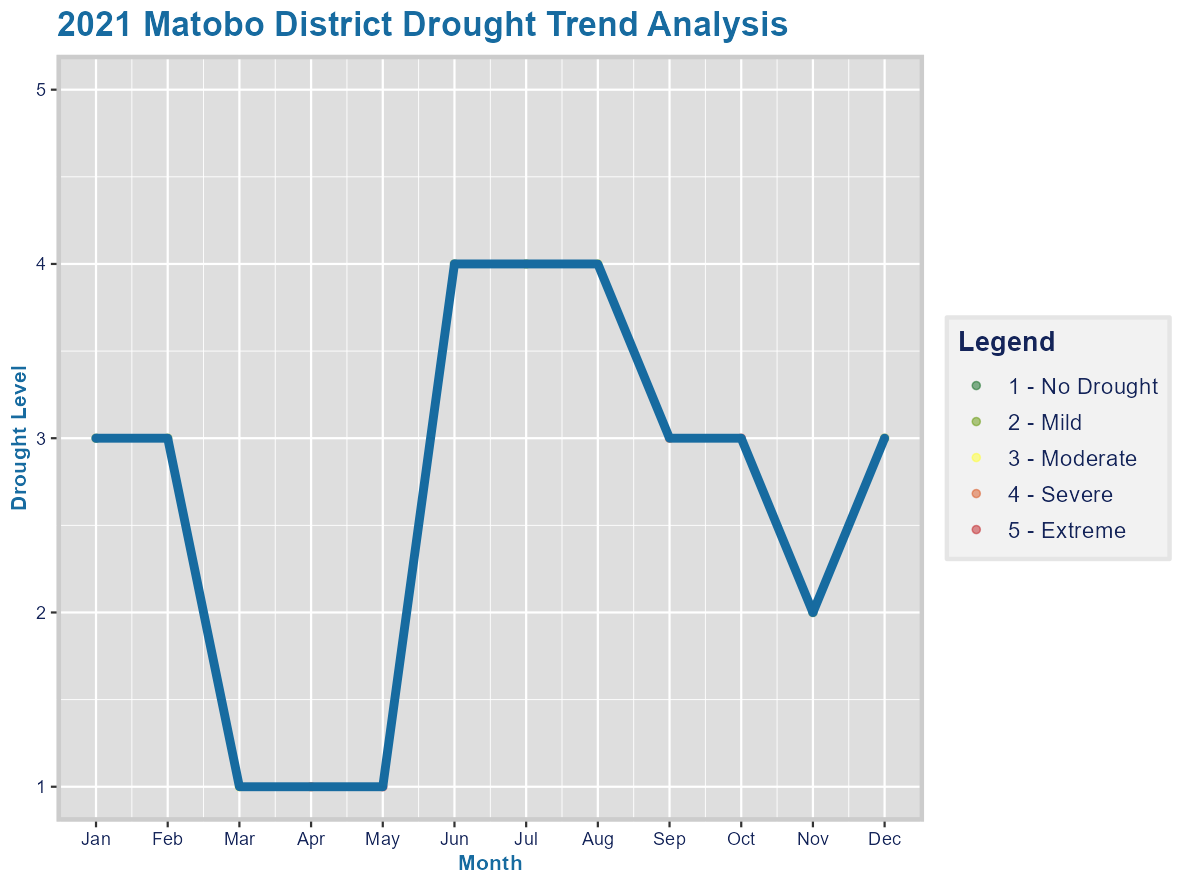 2021 Matobo District Drought Trend Analysis
5
4
3
2
1
Drought Level
Jan Feb Mar Apr May Jun Jul Aug Sep Oct Nov Dec
Month
Legend
1 - No Drought
2 - Mild
3 - Moderate
4 - Severe
5 - Extreme